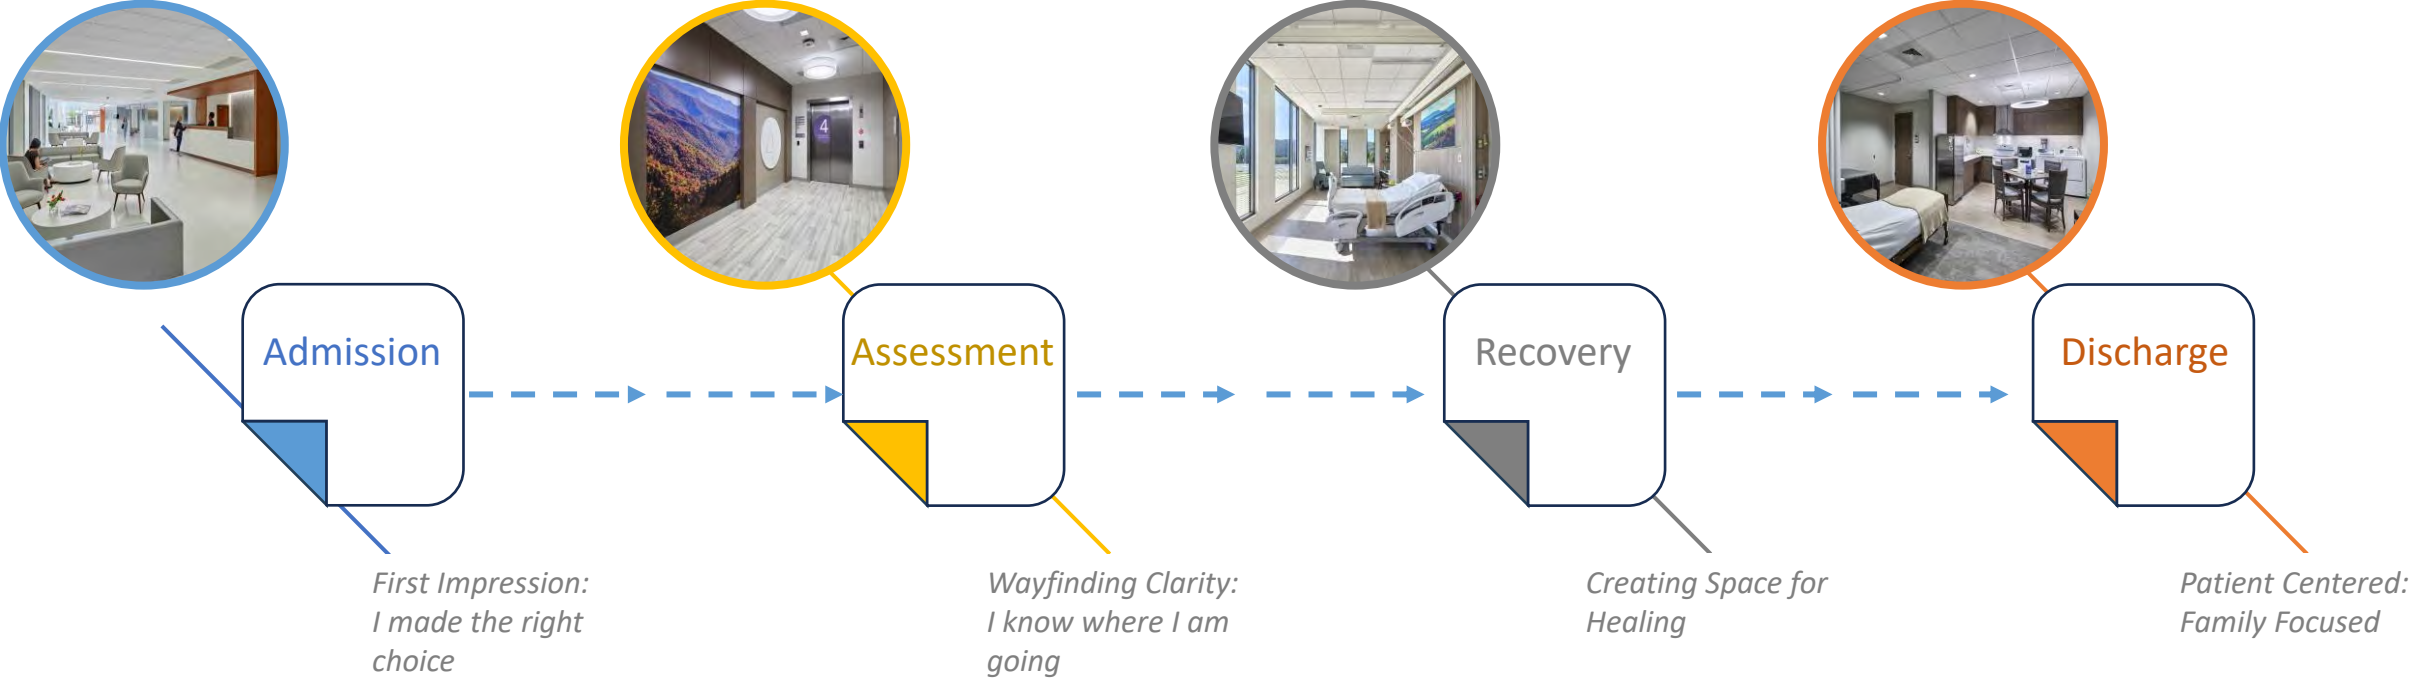 4
Admission
Assessment
Recovery
Discharge
First Impression:
I made the right
choice
Wayfinding Clarity:
I know where I am
going
Creating Space for
Healing
Patient Centered:
Family Focused